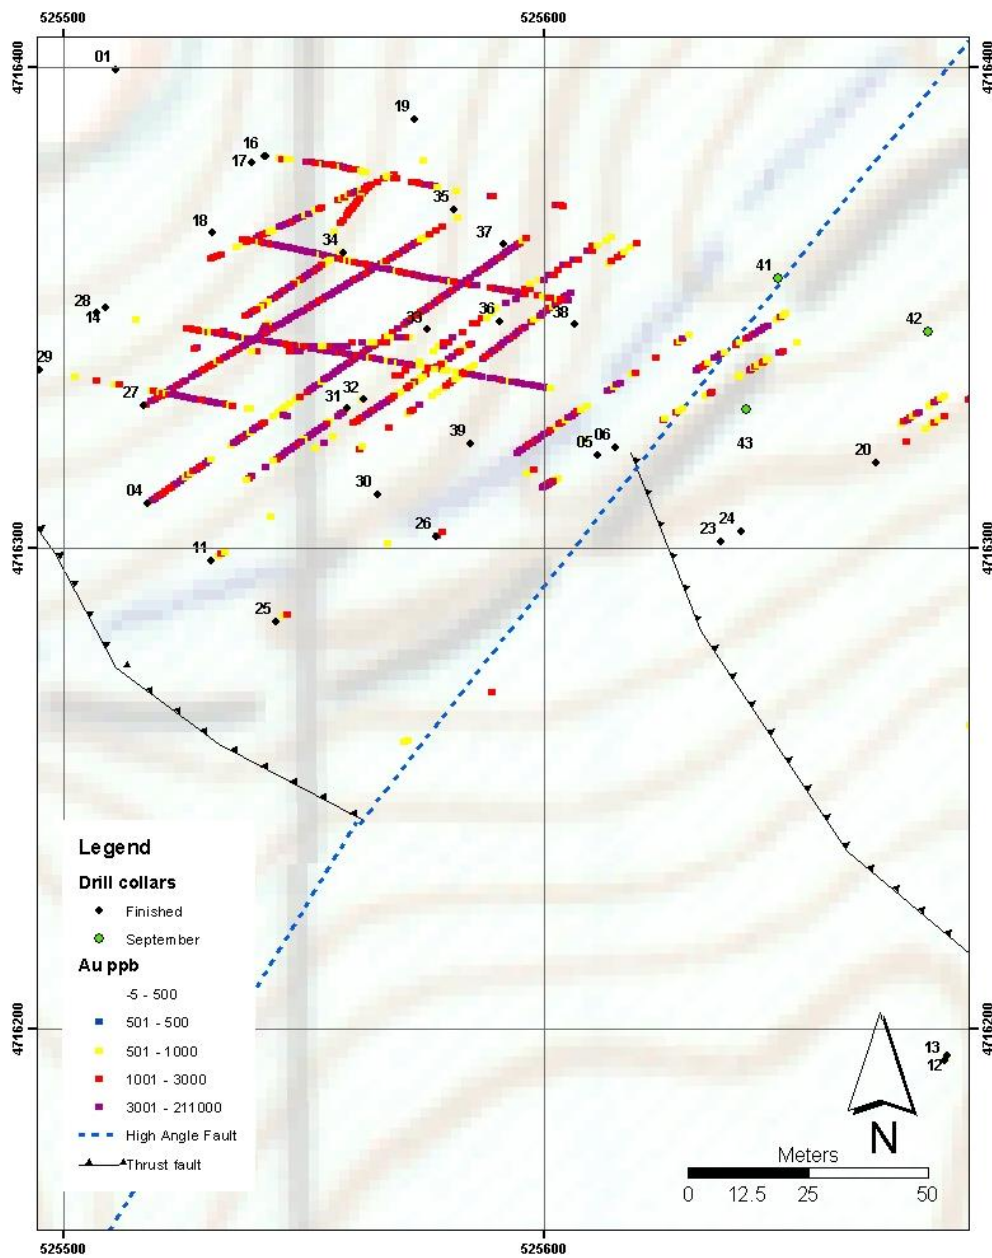 525500 525600
4716400 4716400
01
19
16
17
35
18
34
37
41
28
14
33
36
38
42
29
27
31 32
39
05 06
43
20
04
30
26
23 24
11
4716300 4716300
25
4716200 4716200
13
12
Legend
Drill collars
Finished
September
Au ppb
-5 - 500
501 - 500
501 - 1000
1001 - 3000
3001 - 211000
High Angle Fault
Thrust fault
N
Meters
0 12.5 25 50
525500 525600